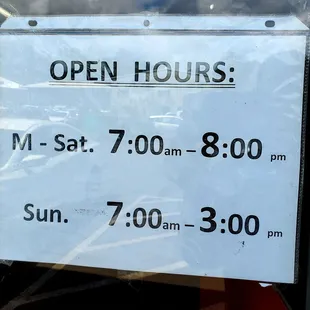 OPEN HOURS:
M - Sat. 7:00am – 8:00 pm
Sun. 7:00am – 3:00 pm